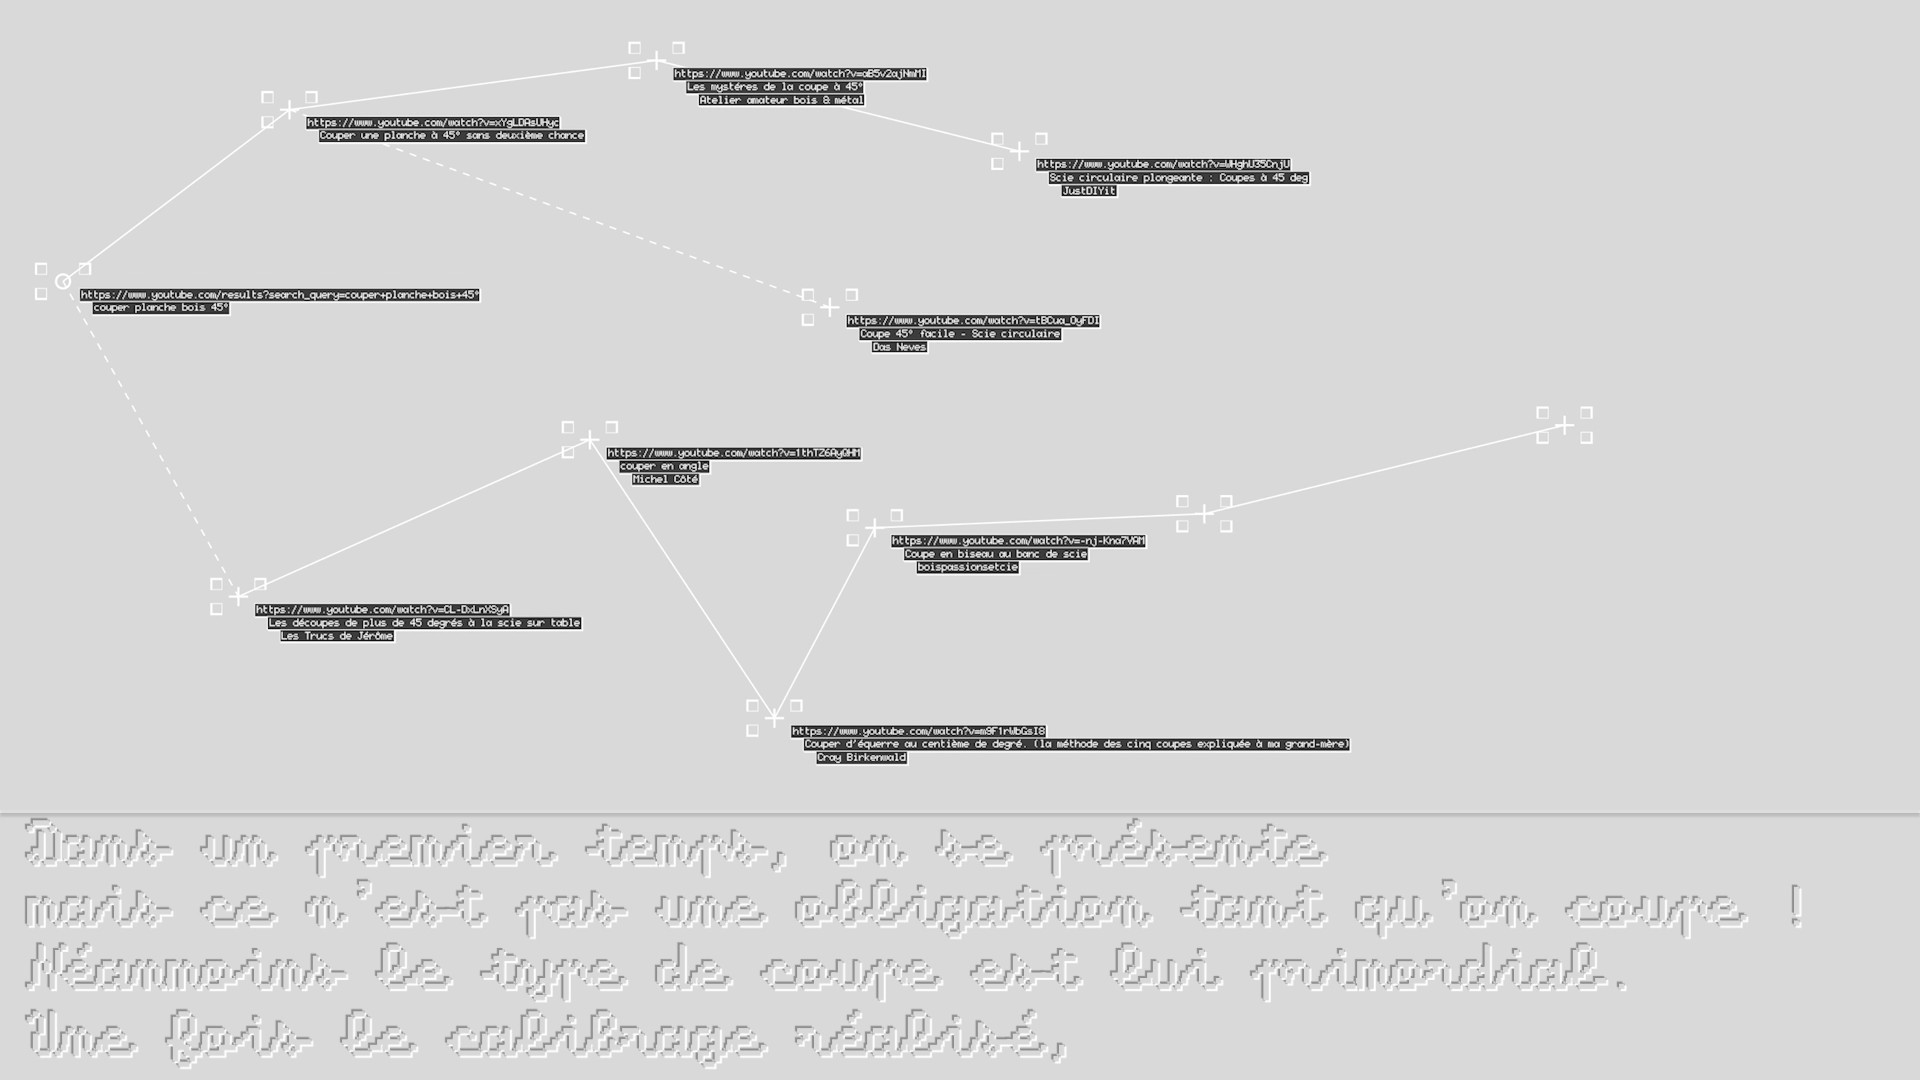 https://www.youtube.com/watch?v=aB5v2ajNmMI
Les mystères de la coupe à 45°
Atelier amateur bois & métal
https://www.youtube.com/watch?v=xYgLDAsUHyc
Couper une planche à 45° sans deuxième chance
https://www.youtube.com/watch?v=WHghU35CnjU
Scie circulaire plongeante : Coupes à 45 deg
JustDIYit
https://www.youtube.com/results?search_query=couper+planche+bois+45°
couper planche bois 45°
https://www.youtube.com/watch?v=tBCua_OyFDI
Coupe 45° facile - Scie circulaire
Das Neves
https://www.youtube.com/watch?v=1thTZ6AyQHM
couper en angle
Michel Côté
https://www.youtube.com/watch?v=-nj-Kna7YAM
Coupe en biseau au banc de scie
boispassionsetcie
https://www.youtube.com/watch?v=CL-DxLnXSyA
Les découpes de plus de 45 degrés à la scie sur table
Les Trucs de Jérôme
https://www.youtube.com/watch?v=m9F1rWbGsI8
Couper d'équerre au centième de degré. (la méthode des cinq coupes expliquée à ma grand-mère)
Cray Birkenwald
Dans un premier temps, on se présente
mais ce n'est pas une obligation tant qu'on coupe !
Néanmoins le type de coupe est lui primordial.
Une fois le calibrage réalisé,